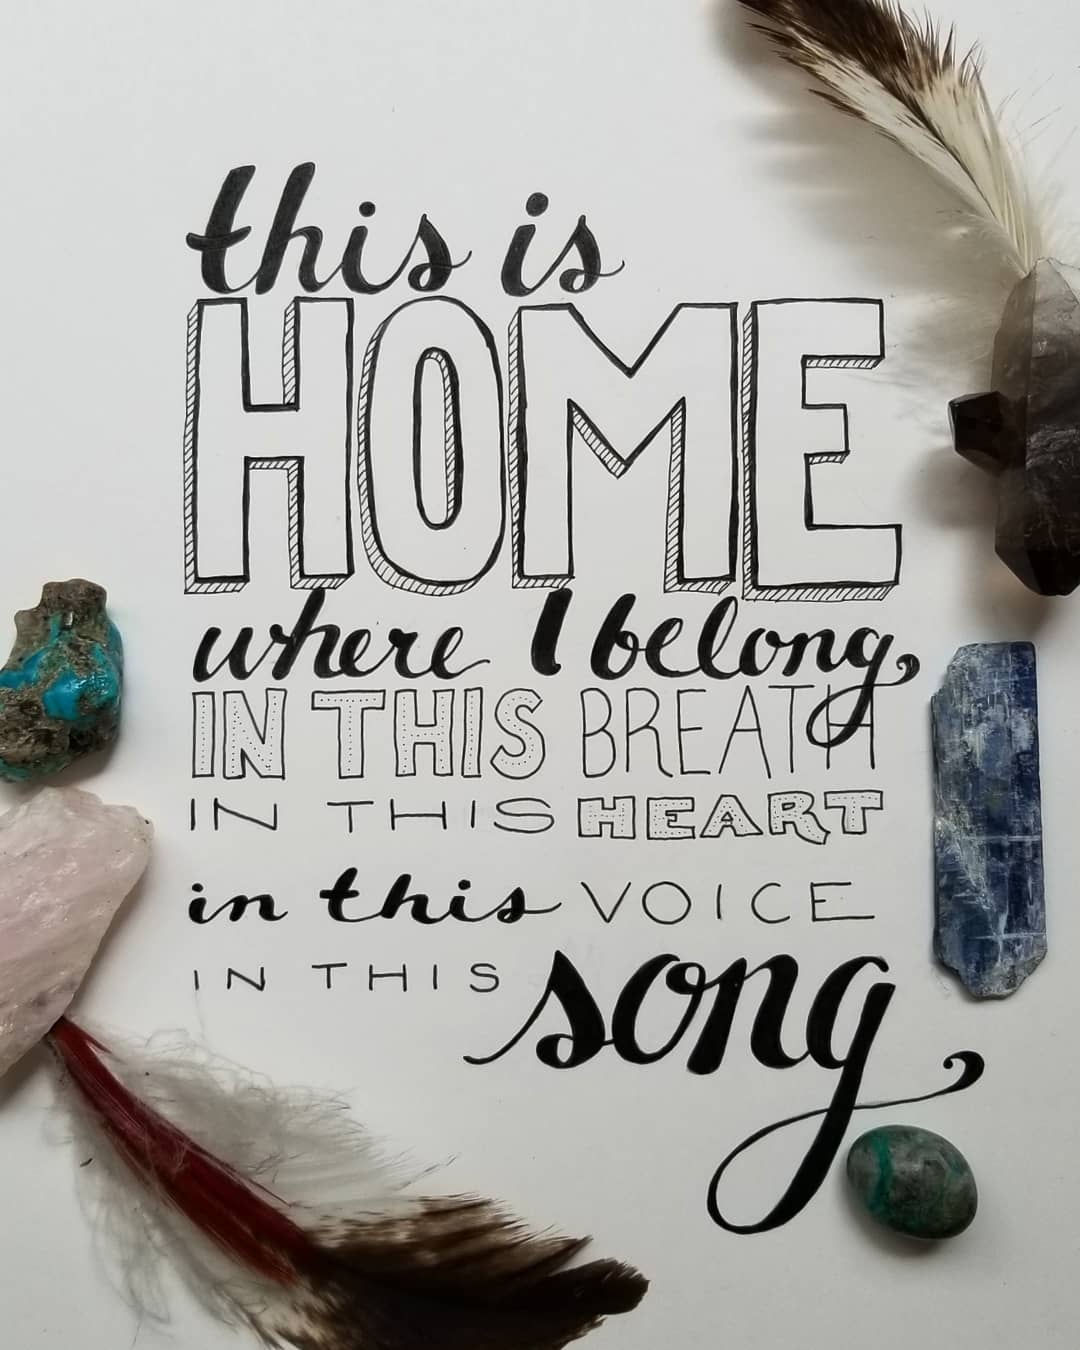 this is
HOME
where I belong,
IN THIS BREATH
IN THIS HEART
in this VOICE
IN THIS song